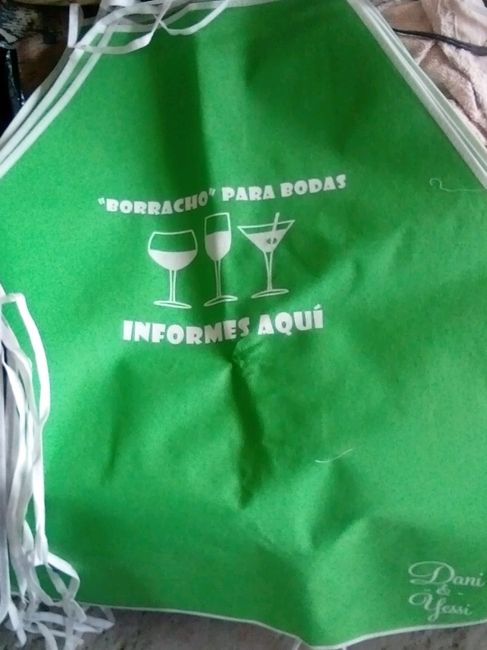 "BORRACHO" PARA BODAS
INFORMES AQUÍ
Dani
- & -
Yessi